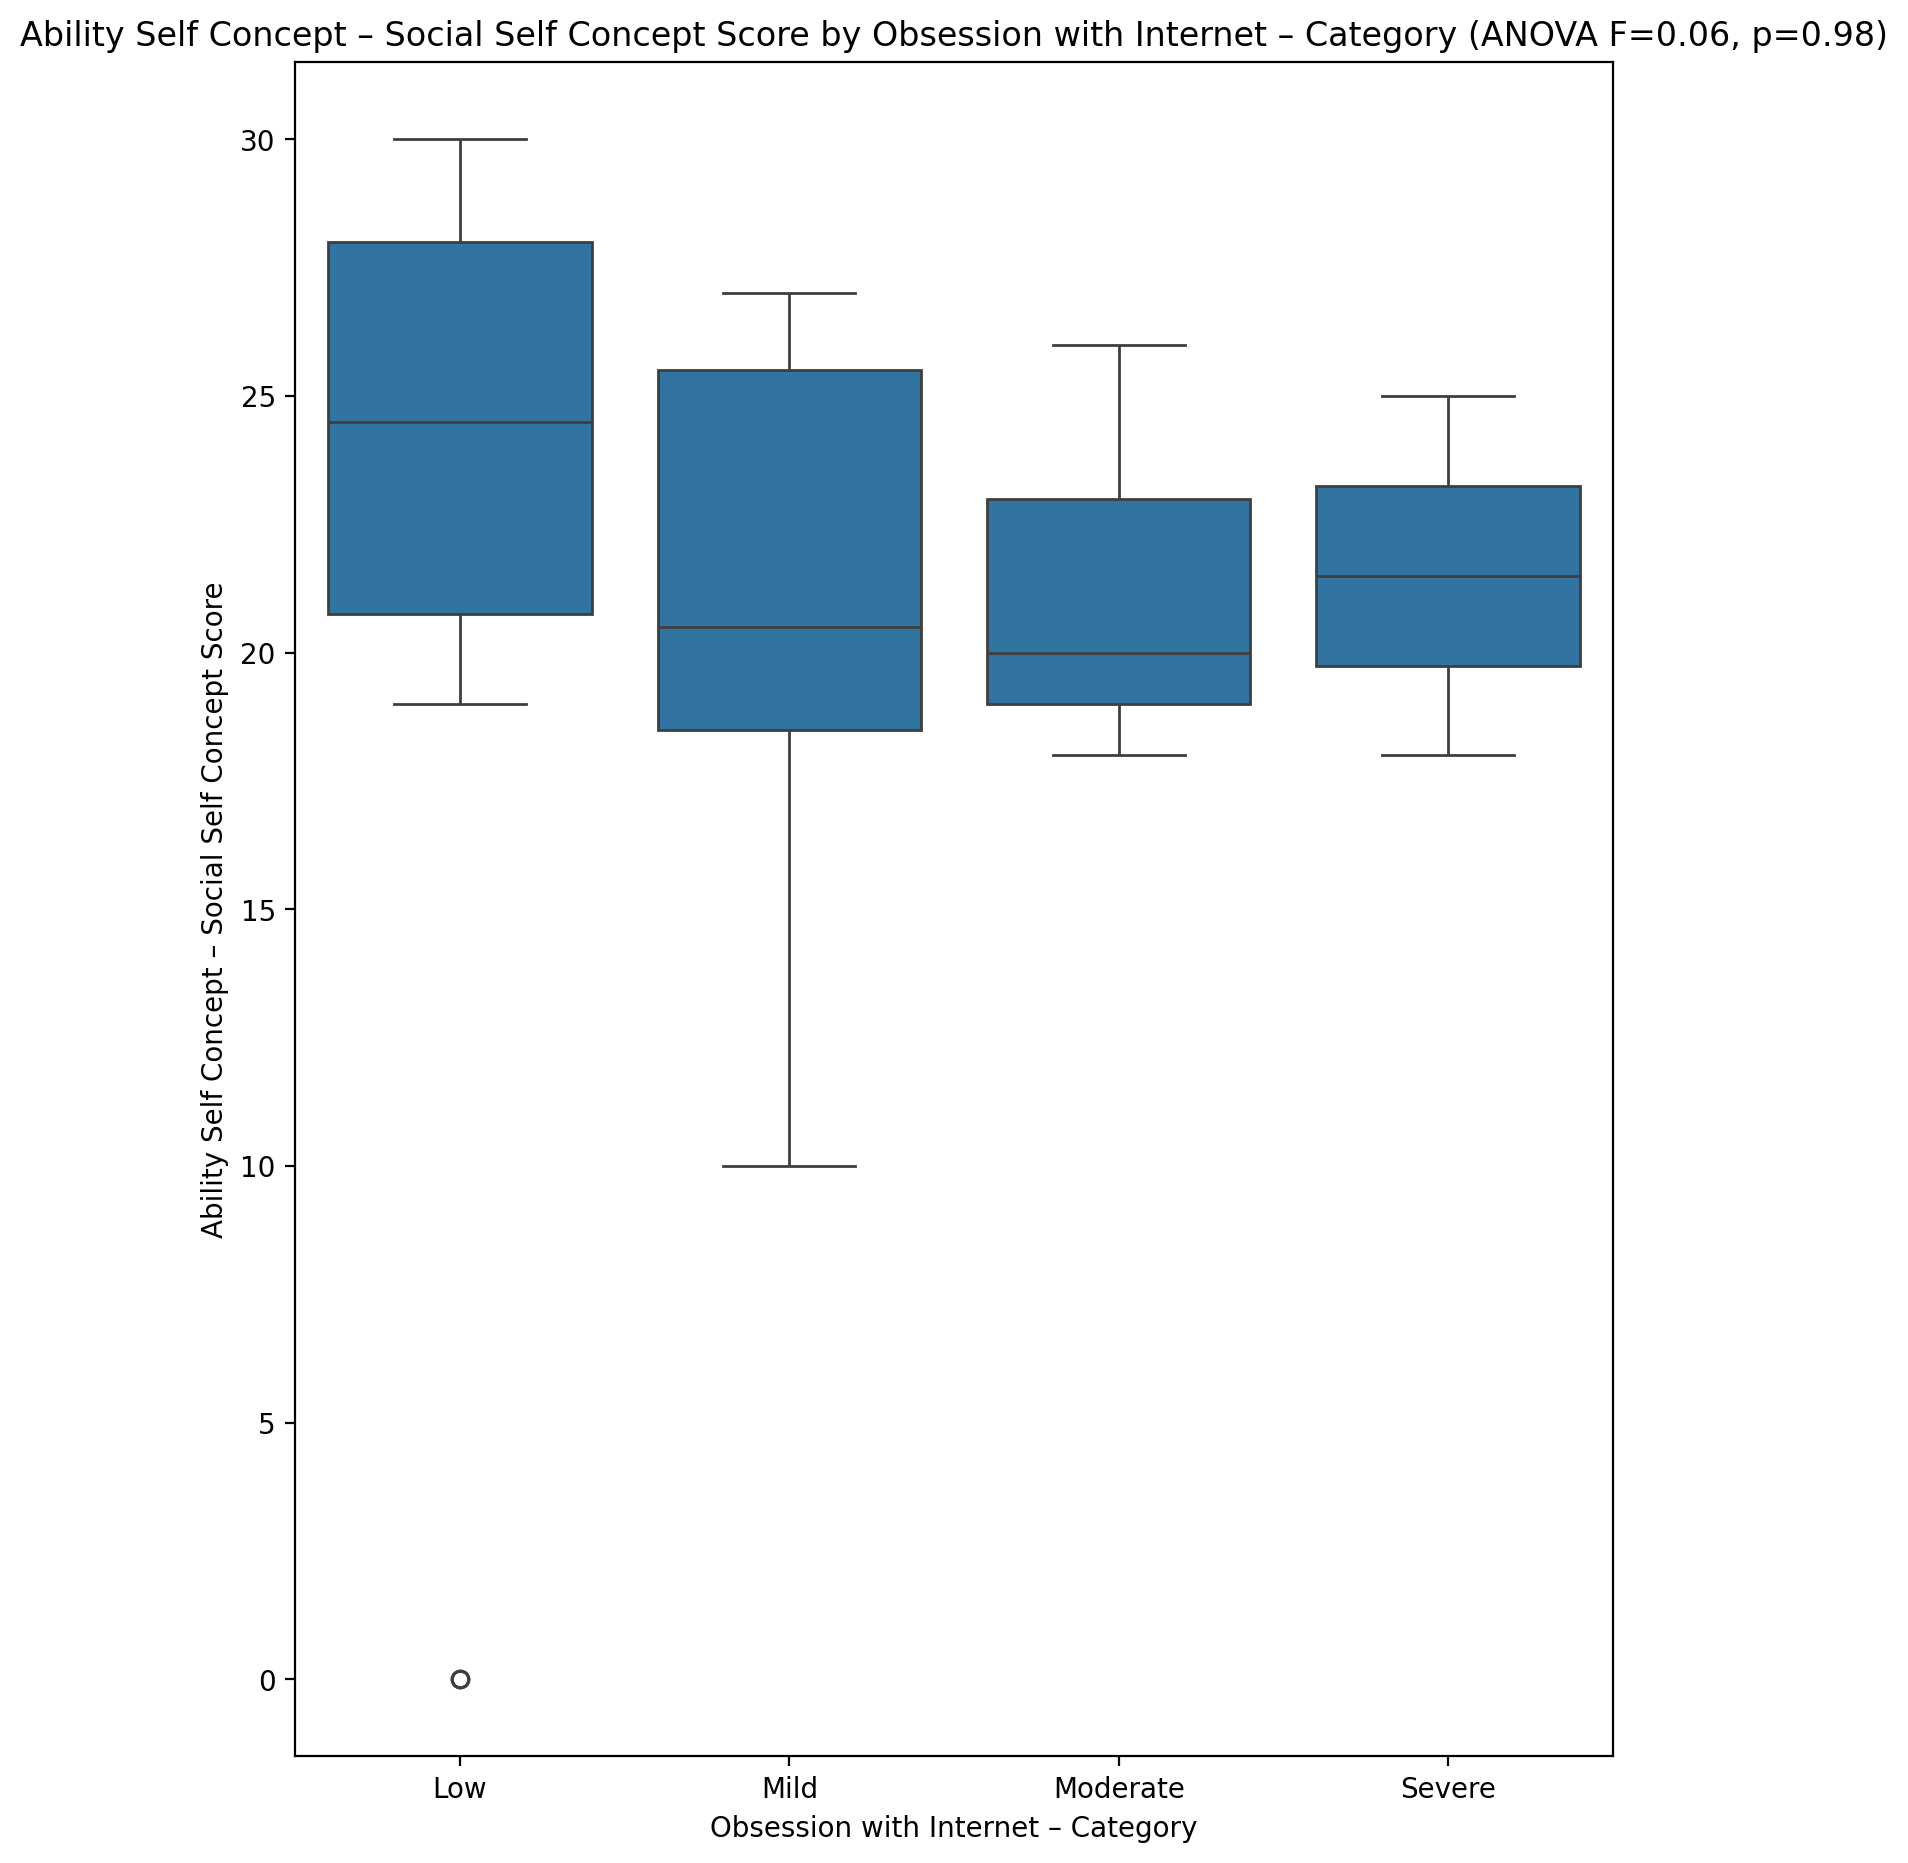 Ability Self Concept – Social Self Concept Score by Obsession with Internet – Category (ANOVA F=0.06, p=0.98)
Ability Self Concept – Social Self Concept Score
30
25
20
15
10
5
0
Low
Mild
Moderate
Severe
Obsession with Internet – Category